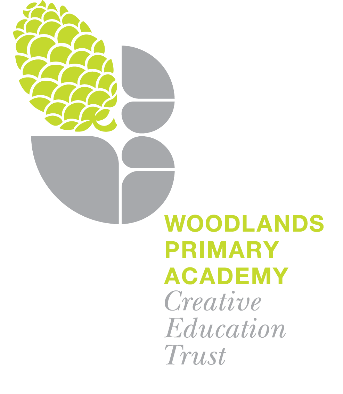 WOODLANDS
PRIMARY
ACADEMY
Creative
Education
Trust